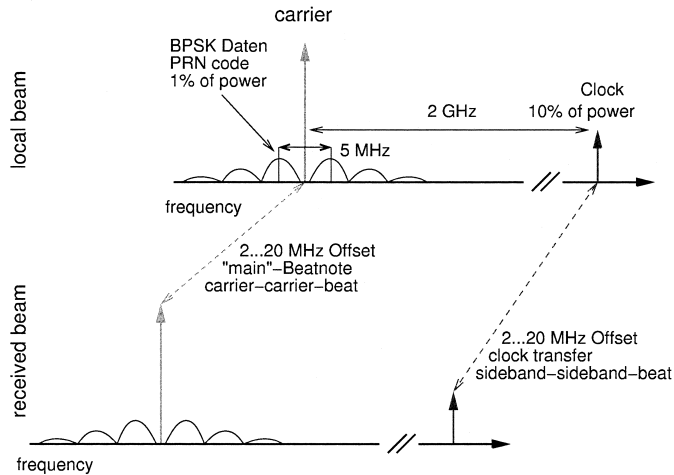 carrier
BPSK Daten
PRN code
1% of power
local beam
Clock
10% of power
2 GHz
5 MHz
frequency
2...20 MHz Offset
"main"−Beatnote
carrier−carrier−beat
received beam
2...20 MHz Offset
clock transfer
sideband−sideband−beat
frequency